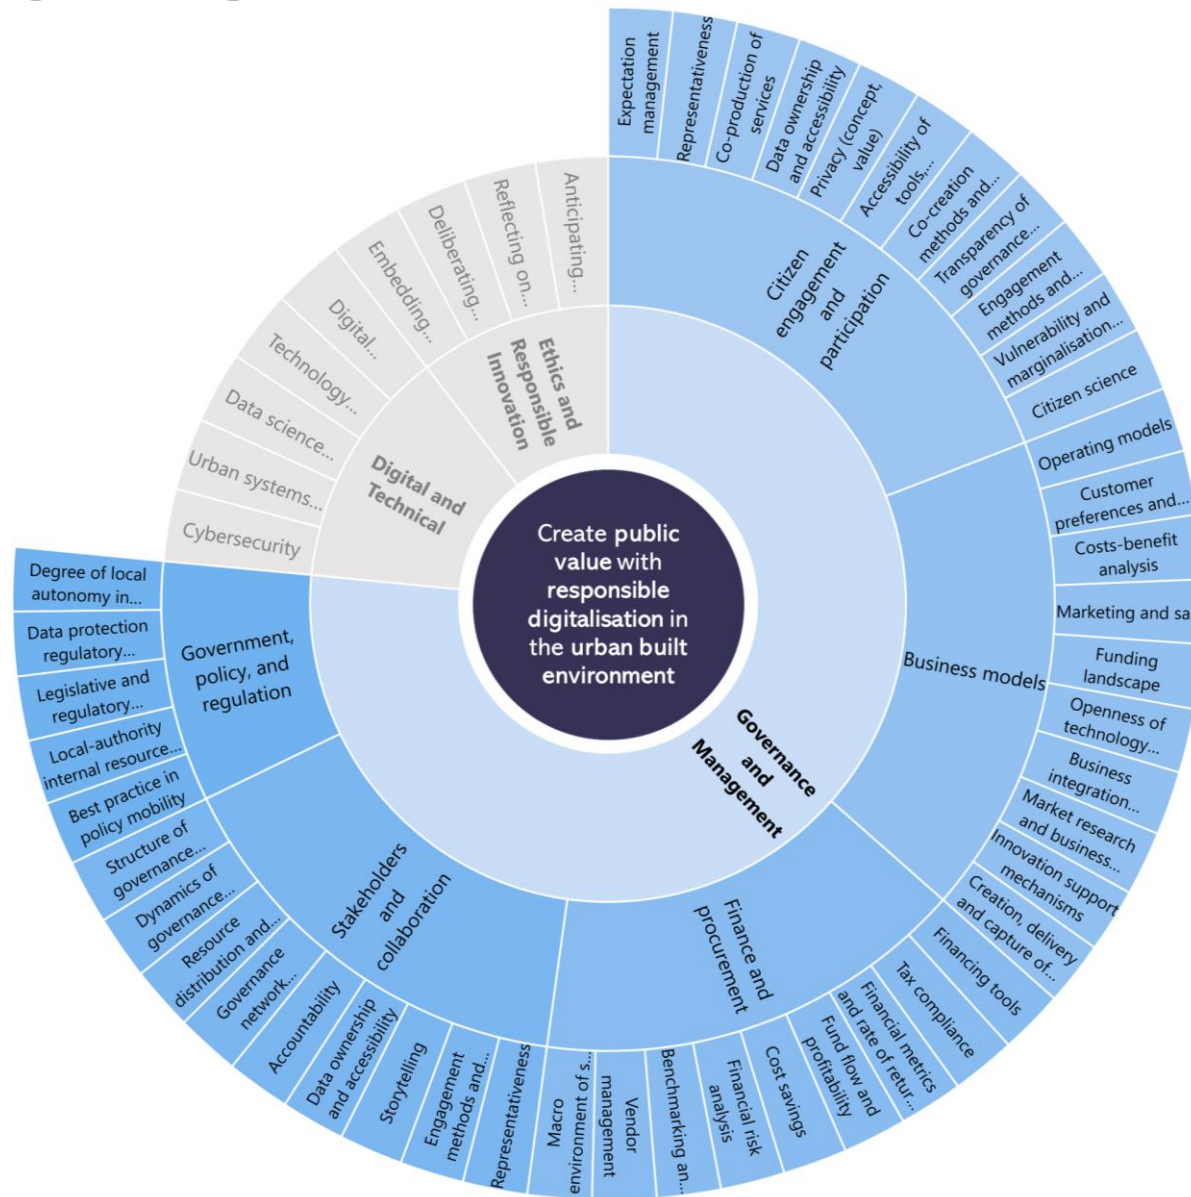 Create public
value with
responsible
digitalisation in
the urban built
environment
Governance
and
Management
Citizen
engagement
and
participation
Expectation
management
Representativeness
Co-production of
services
Data ownership
and accessibility
Privacy (concept,
value)
Accessibility of
tools,...
Co-creation
methods and...
Transparency of
governance...
Engagement
methods and...
Vulnerability and
marginalisation...
Citizen science
Business models
Operating models
Customer
preferences and...
Costs-benefit
analysis
Marketing and sa
Funding
landscape
Openness of
technology...
Business
integration...
Market research
and business...
Innovation support
mechanisms
Creation, delivery
and capture of...
Finance and
procurement
Financing tools
Tax compliance
Financial metrics
and rate of retur...
Fund flow and
profitability
Cost savings
Financial risk
analysis
Benchmarking an...
Vendor
management
Macro
environment of s...
Stakeholders
and
collaboration
Representativeness
Engagement
methods and...
Storytelling
Data ownership
and accessibility
Accountability
Governance
network...
Resource
distribution and...
Dynamics of
governance...
Structure of
governance...
Government,
policy, and
regulation
Best practice in
policy mobility
Local-authority
internal resource...
Legislative and
regulatory...
Data protection
regulatory...
Degree of local
autonomy in...
Digital and
Technical
Cybersecurity
Urban systems...
Data science...
Technology...
Digital...
Ethics and
Responsible
Innovation
Embedding...
Deliberating...
Reflecting on...
Anticipating...